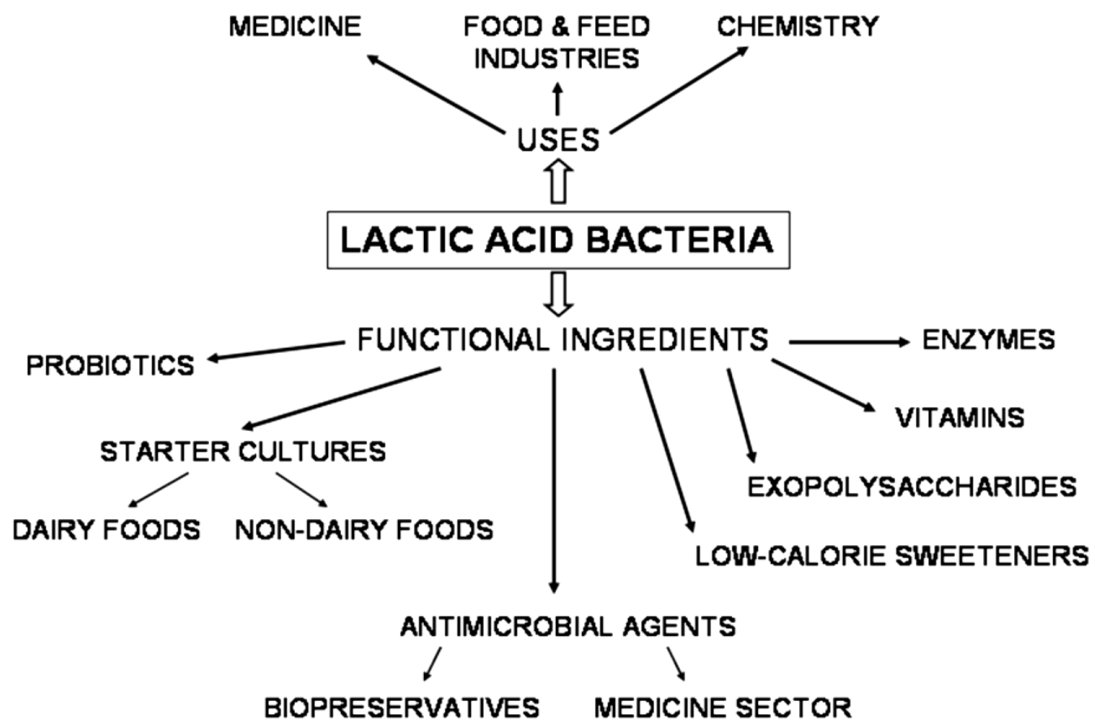 MEDICINE
FOOD & FEED
INDUSTRIES
CHEMISTRY
USES
LACTIC ACID BACTERIA
FUNCTIONAL INGREDIENTS
PROBIOTICS
ENZYMES
VITAMINS
STARTER CULTURES
EXOPOLYSACCHARIDES
DAIRY FOODS
NON-DAIRY FOODS
LOW-CALORIE SWEETENERS
ANTIMICROBIAL AGENTS
BIOPRESERVATIVES
MEDICINE SECTOR